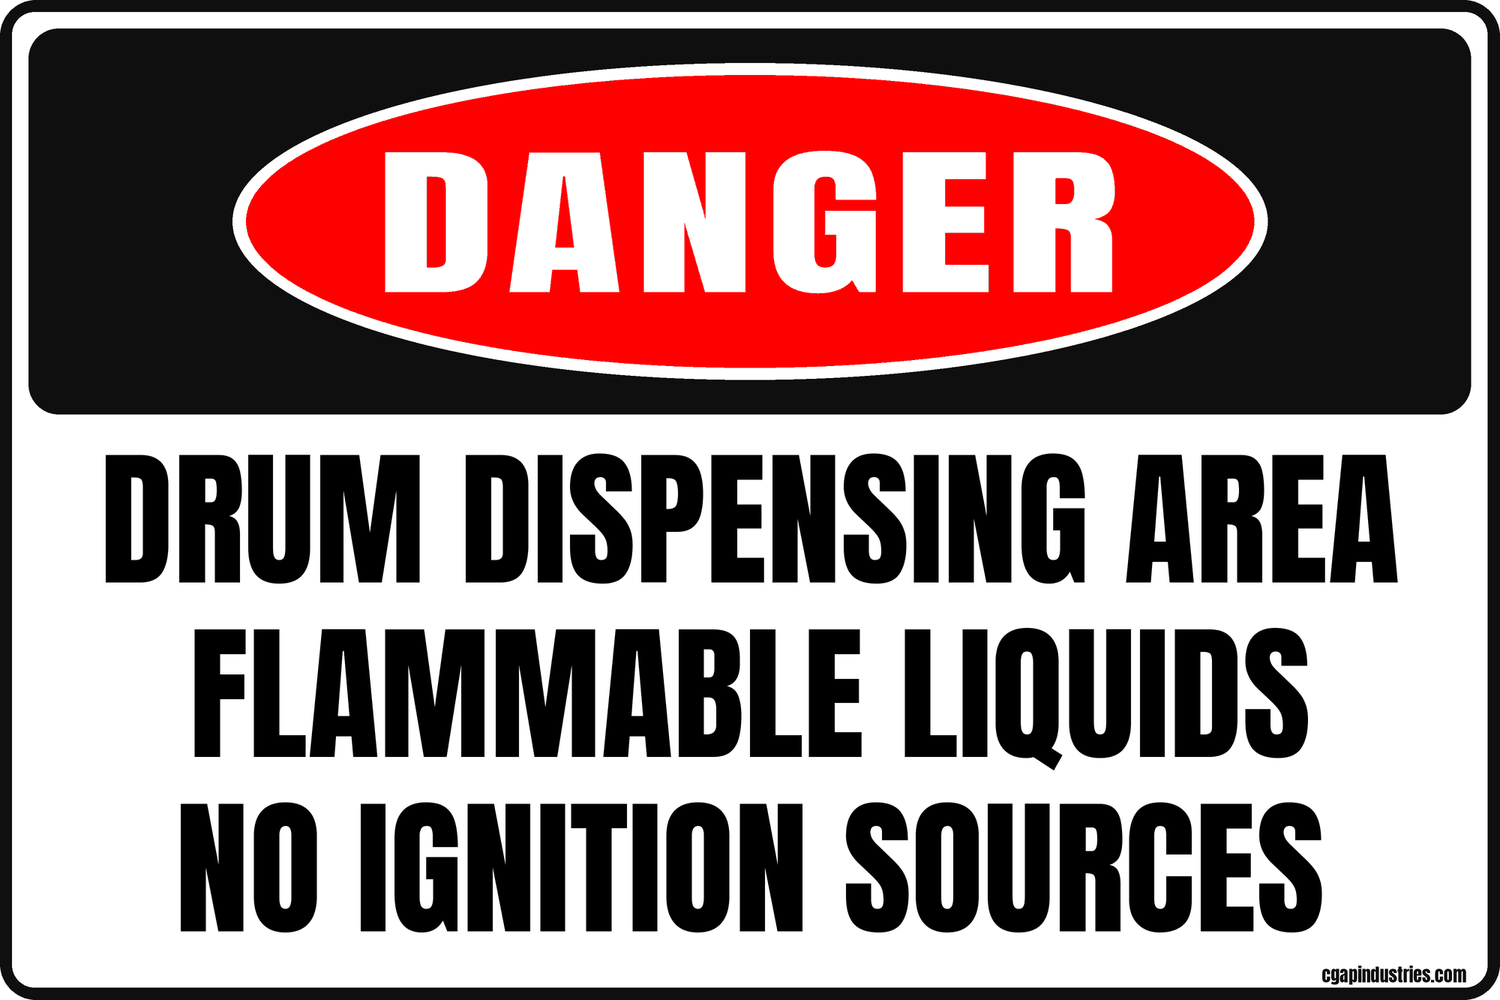 DANGER
DRUM DISPENSING AREA
FLAMMABLE LIQUIDS
NO IGNITION SOURCES
cgapindustries.com